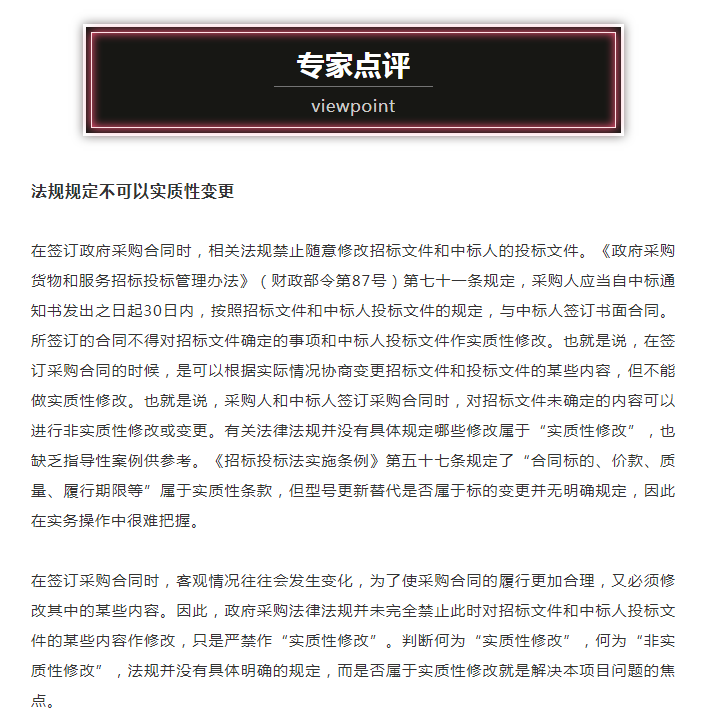 专家点评
viewpoint
法规规定不可以实质性变更
在签订政府采购合同时，相关法规禁止随意修改招标文件和中标人的投标文件。《政府采购
货物和服务招标投标管理办法》（财政部令第87号）第七十一条规定，采购人应当自中标通
知书发出之日起30日内，按照招标文件和中标人投标文件的规定，与中标人签订书面合同。
所签订的合同不得对招标文件确定的事项和中标人投标文件作实质性修改。也就是说，在签
订采购合同的时候，是可以根据实际情况协商变更招标文件和投标文件的某些内容，但不能
做实质性修改。也就是说，采购人和中标人签订采购合同时，对招标文件未确定的内容可以
进行非实质性修改或变更。有关法律法规并没有具体规定哪些修改属于“实质性修改”，也
缺乏指导性案例供参考。《招标投标法实施条例》第五十七条规定了“合同标的、价款、质
量、履行期限等”属于实质性条款，但型号更新替代是否属于标的变更并无明确规定，因此
在实务操作中很难把握。
在签订采购合同时，客观情况往往会发生变化，为了使采购合同的履行更加合理，又必须修
改其中的某些内容。因此，政府采购法律法规并未完全禁止此时对招标文件和中标人投标文
件的某些内容作修改，只是严禁作“实质性修改”。判断何为“实质性修改”，何为“非实
质性修改”，法规并没有具体明确的规定，而是否属于实质性修改就是解决本项目问题的焦
点。